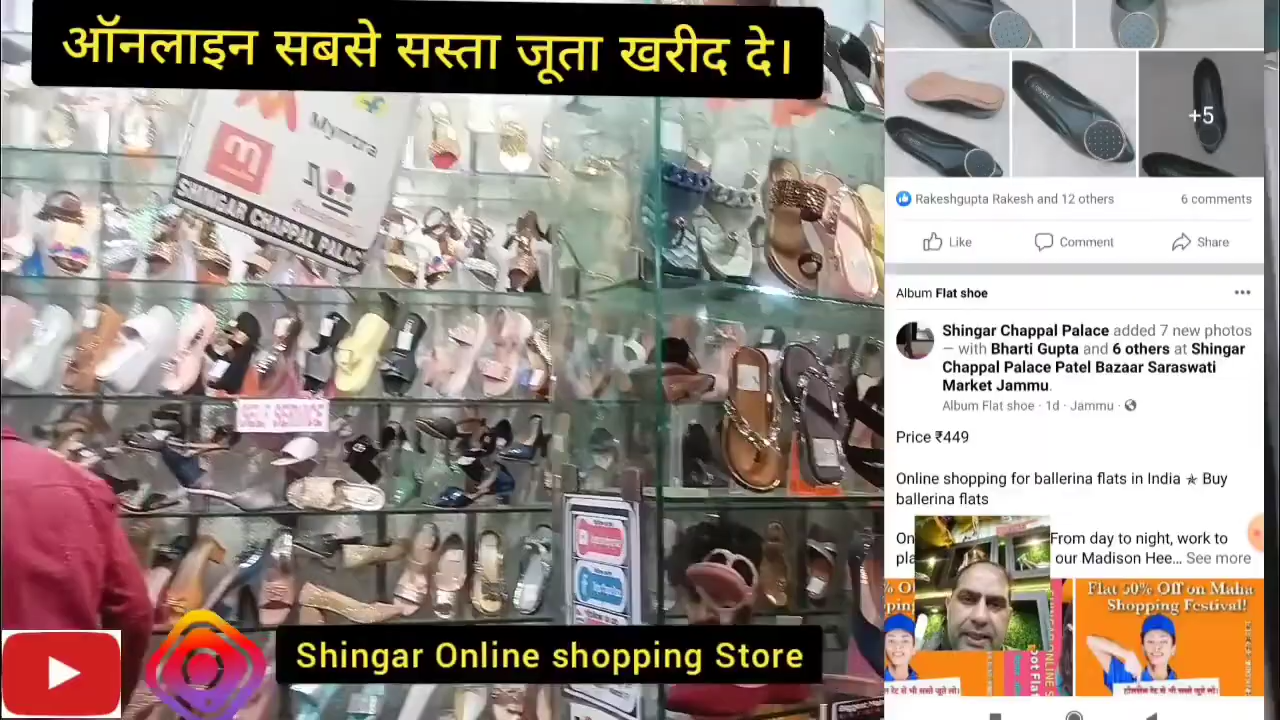 ऑनलाइन सबसे सस्ता जूता खरीद दे।
Myntra
SHINGAR CHAPPAL PALAC
SELF SERVICE
Shingar Online shopping Store
+5
Rakeshgupta Rakesh and 12 others
6 comments
Like
Comment
Share
Album Flat shoe
Shingar Chappal Palace added 7 new photos
— with Bharti Gupta and 6 others at Shingar
Chappal Palace Patel Bazaar Saraswati
Market Jammu.
Album Flat shoe · 1d · Jammu ·
Price ₹449
Online shopping for ballerina flats in India ✯ Buy
ballerina flats
On From day to night, work to
pla our Madison Hee... See more
Flat 50% Off on Maha
Shopping Festival!